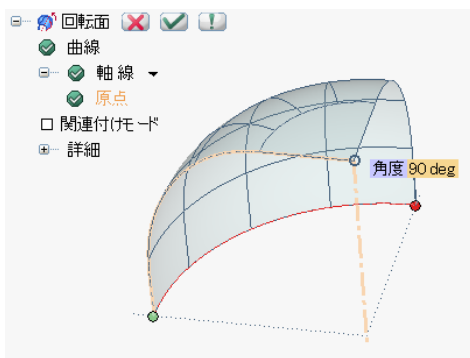 回転面
曲線
軸線
原点
関連付けモード
詳細
角度 90 deg